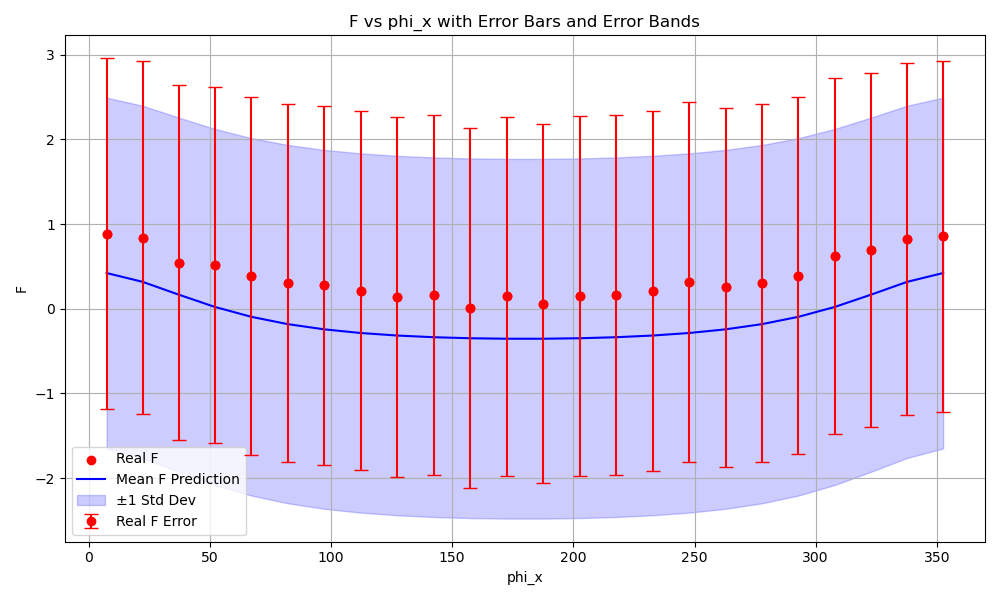 F vs phi_x with Error Bars and Error Bands
F
3
2
1
0
−1
−2
Real F
Mean F Prediction
±1 Std Dev
Real F Error
0 50 100 150 200 250 300 350
phi_x